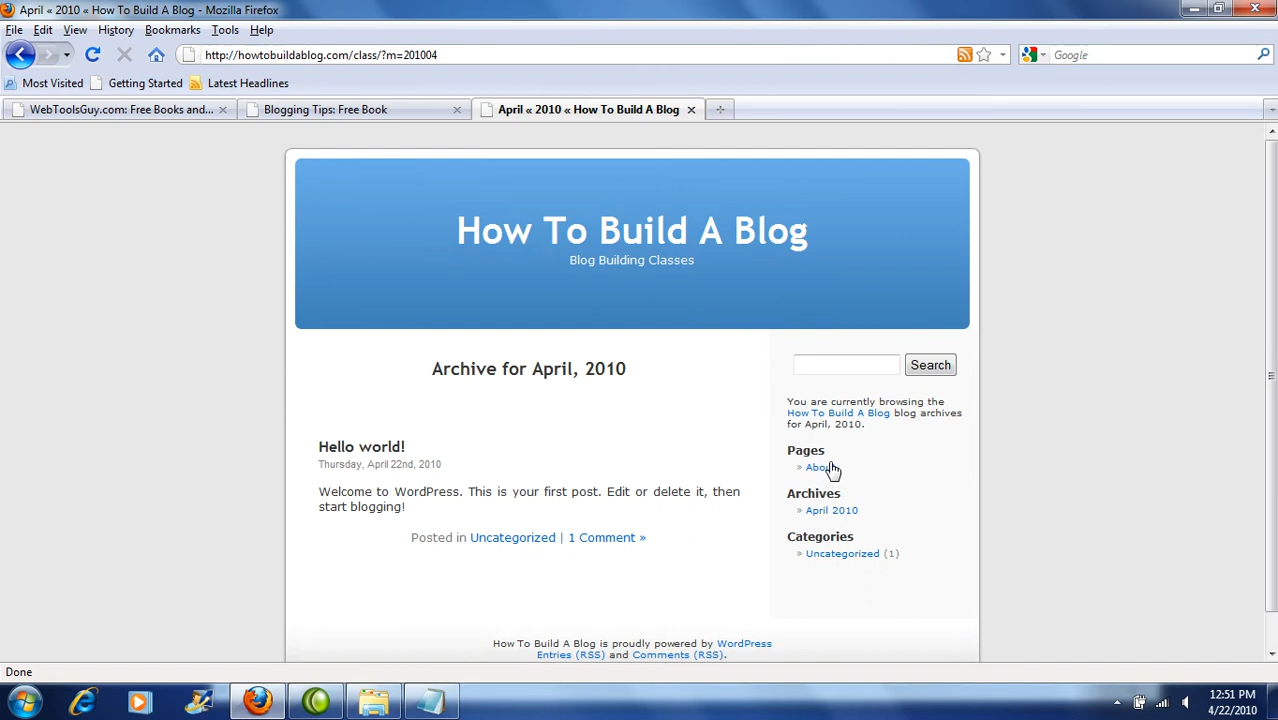 April « 2010 « How To Build A Blog - Mozilla Firefox
File Edit View History Bookmarks Tools Help
http://howtobuildablog.com/class/?m=201004
Google
Most Visited Getting Started Latest Headlines
WebToolsGuy.com: Free Books and...
Blogging Tips: Free Book
April « 2010 « How To Build A Blog
How To Build A Blog
Blog Building Classes
Archive for April, 2010
Hello world!
Thursday, April 22nd, 2010
Welcome to WordPress. This is your first post. Edit or delete it, then
start blogging!
Posted in Uncategorized | 1 Comment »
Search
You are currently browsing the
How To Build A Blog blog archives
for April, 2010.
Pages
» About
Archives
» April 2010
Categories
» Uncategorized (1)
How To Build A Blog is proudly powered by WordPress
Entries (RSS) and Comments (RSS).
Done
12:51 PM
4/22/2010